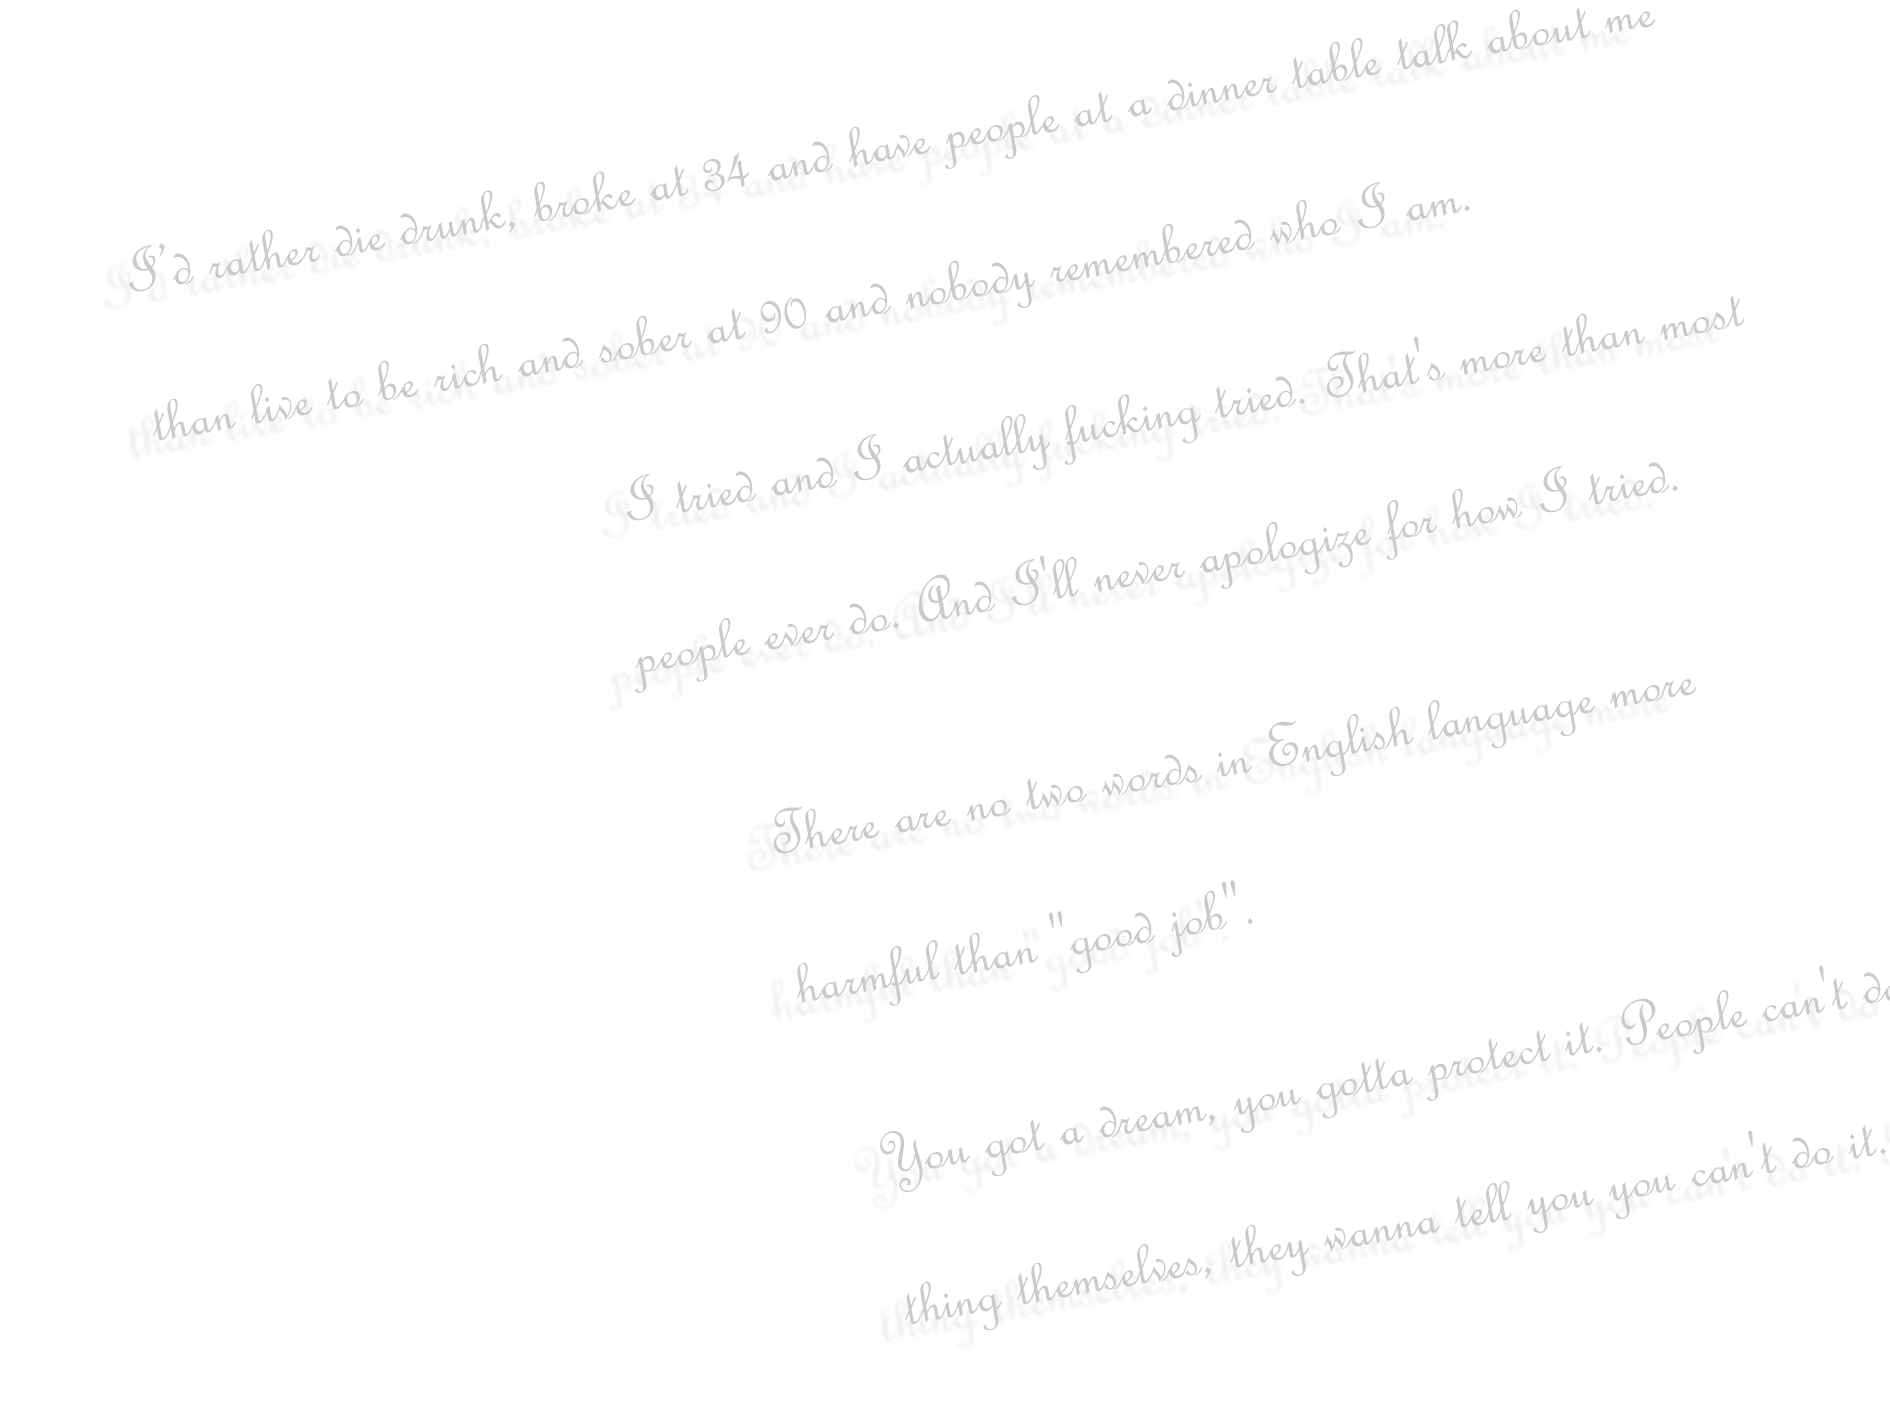 I’d rather die drunk, broke at 34 and have people at a dinner table talk about me
than live to be rich and sober at 90 and nobody remembered who I am.
I tried and I actually fucking tried. That's more than most
people ever do. And I'll never apologize for how I tried.
There are no two words in English language more
harmful than "good job".
You got a dream, you gotta protect it. People can't do
thing themselves, they wanna tell you you can't do it.